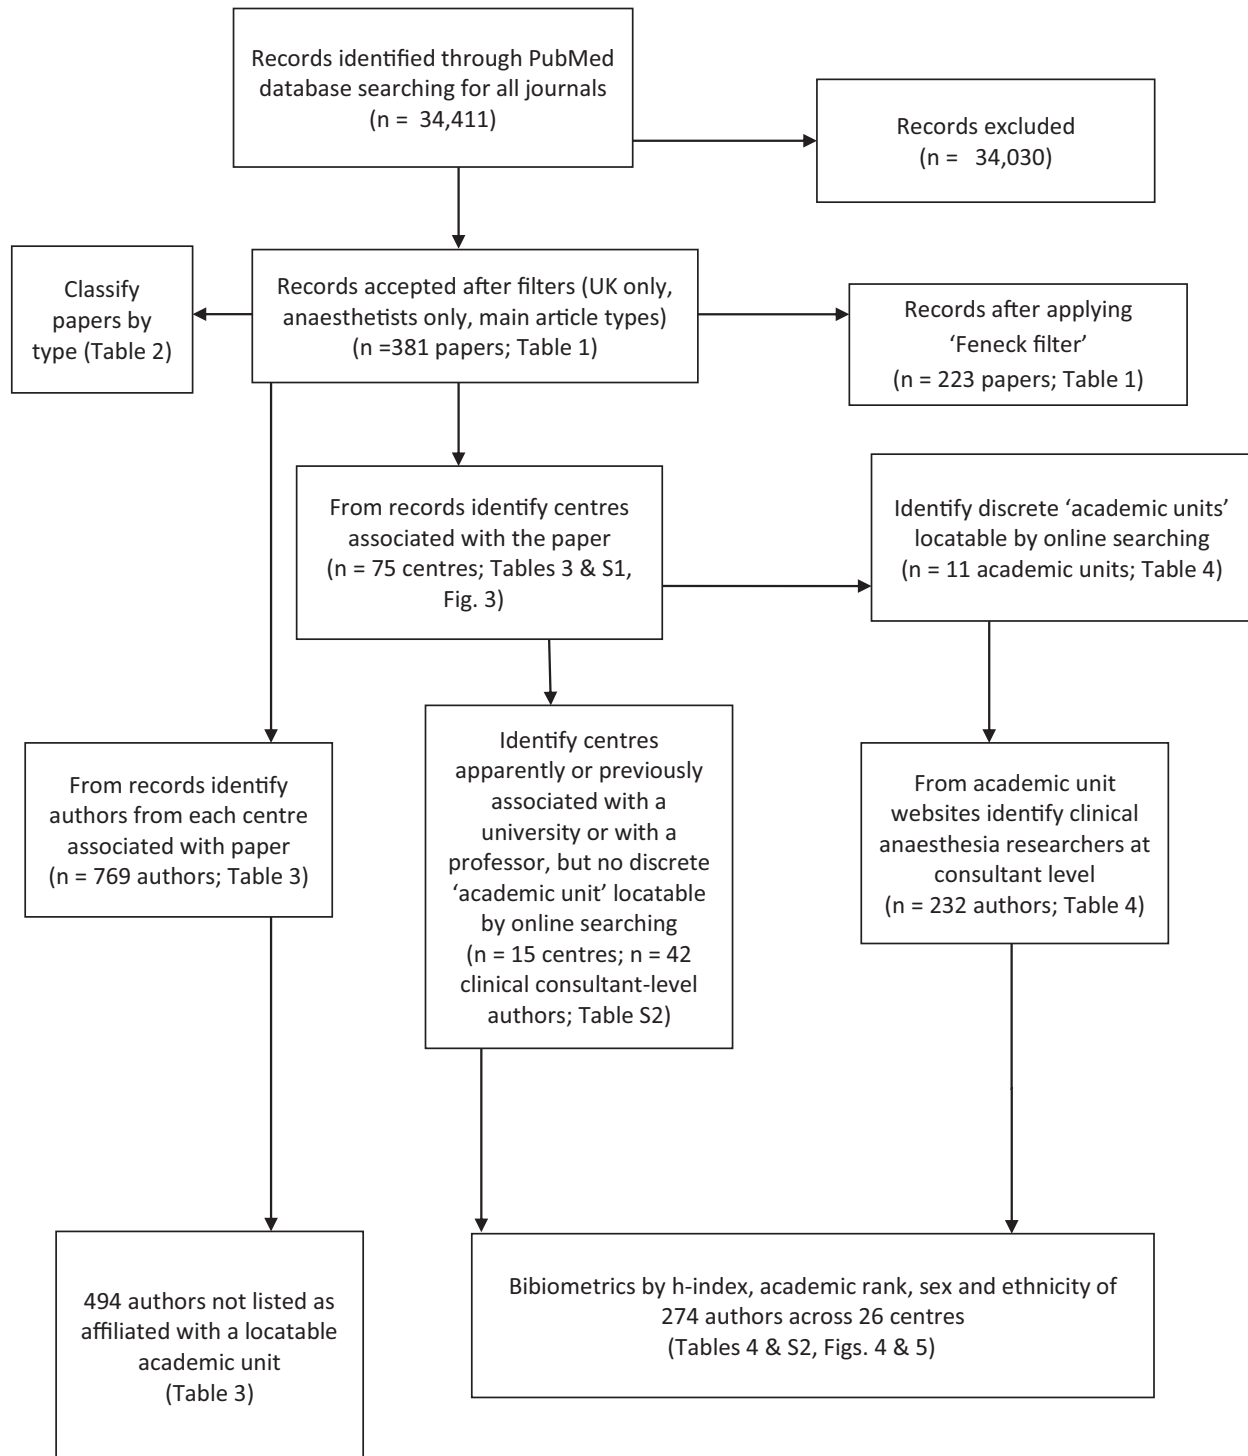 Records identified through PubMed
database searching for all journals
(n = 34,411)
Records excluded
(n = 34,030)
Classify
papers by
type (Table 2)
Records accepted after filters (UK only,
anaesthetists only, main article types)
(n =381 papers; Table 1)
Records after applying
‘Feneck filter’
(n = 223 papers; Table 1)
From records identify centres
associated with the paper
(n = 75 centres; Tables 3 & S1,
Fig. 3)
Identify discrete ‘academic units’
locatable by online searching
(n = 11 academic units; Table 4)
From records identify
authors from each centre
associated with paper
(n = 769 authors; Table 3)
Identify centres
apparently or previously
associated with a
university or with a
professor, but no discrete
‘academic unit’ locatable
by online searching
(n = 15 centres; n = 42
clinical consultant-level
authors; Table S2)
From academic unit
websites identify clinical
anaesthesia researchers at
consultant level
(n = 232 authors; Table 4)
494 authors not listed as
affiliated with a locatable
academic unit
(Table 3)
Bibiometrics by h-index, academic rank, sex and ethnicity of
274 authors across 26 centres
(Tables 4 & S2, Figs. 4 & 5)